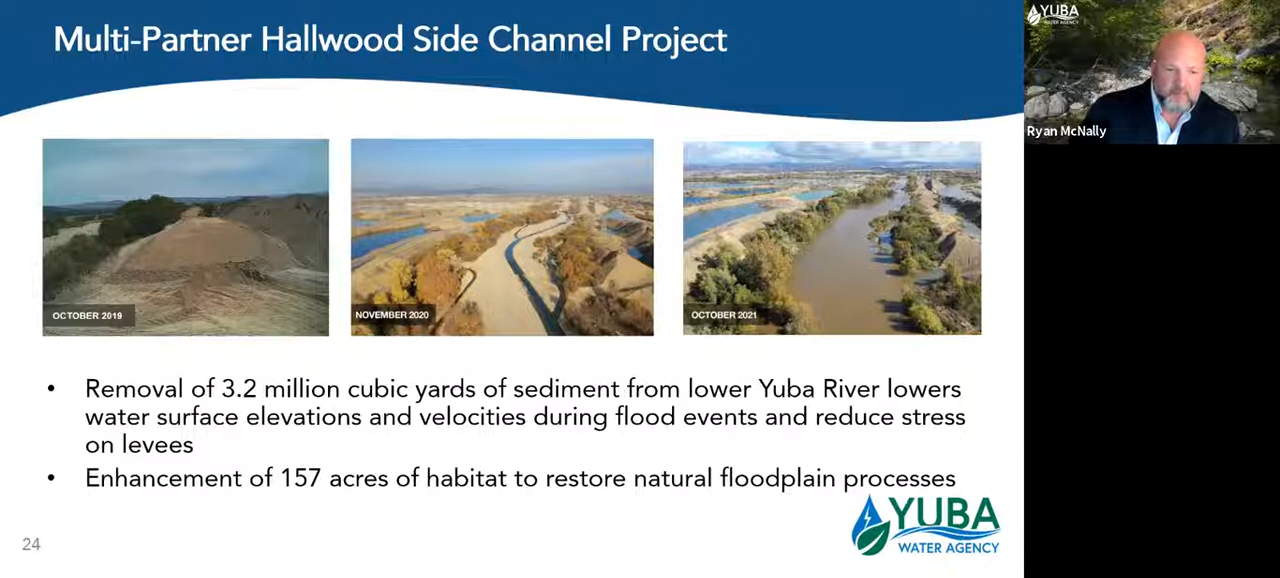 Multi-Partner Hallwood Side Channel Project
YUBA
WATER AGENCY
Ryan McNally
OCTOBER 2019
NOVEMBER 2020
OCTOBER 2021
• Removal of 3.2 million cubic yards of sediment from lower Yuba River lowers
water surface elevations and velocities during flood events and reduce stress
on levees
• Enhancement of 157 acres of habitat to restore natural floodplain processes
YUBA
WATER AGENCY
24